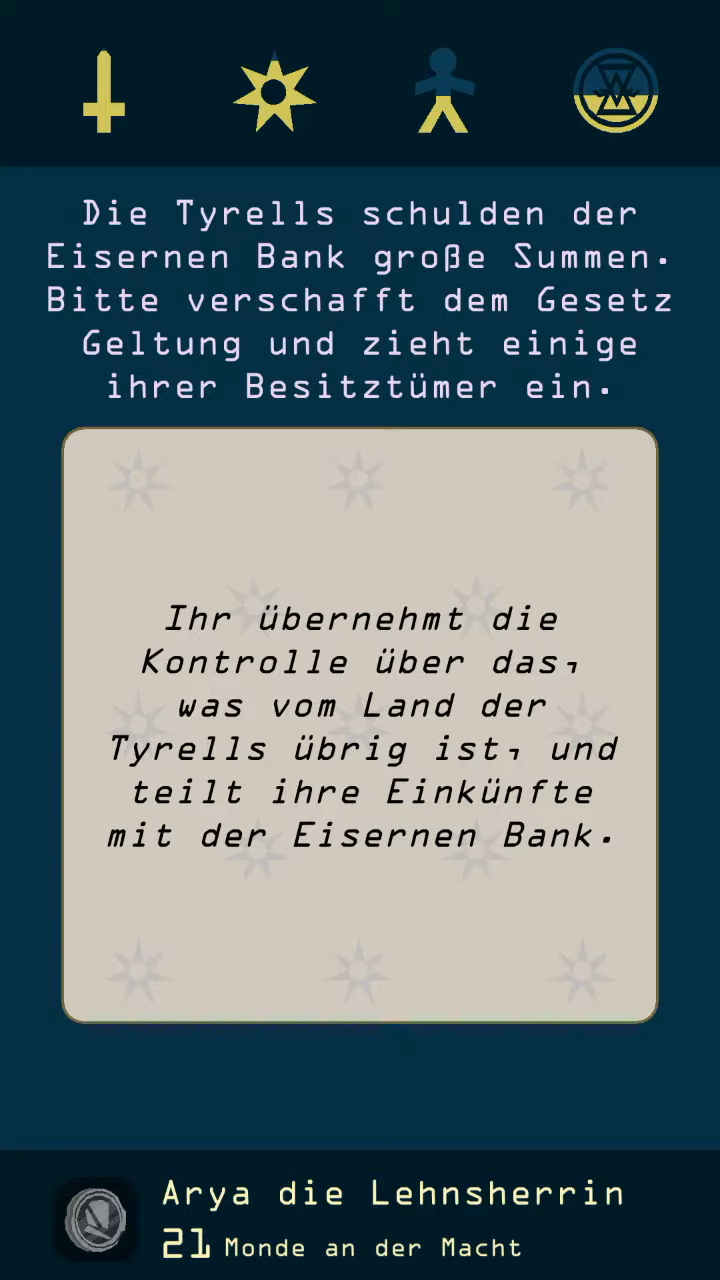 Die Tyrells schulden der
Eisernen Bank große Summen.
Bitte verschafft dem Gesetz
Geltung und zieht einige
ihrer Besitztümer ein.
Ihr übernehmt die
Kontrolle über das,
was vom Land der
Tyrells übrig ist, und
teilt ihre Einkünfte
mit der Eisernen Bank.
Arya die Lehnsherrin
21 Monde an der Macht